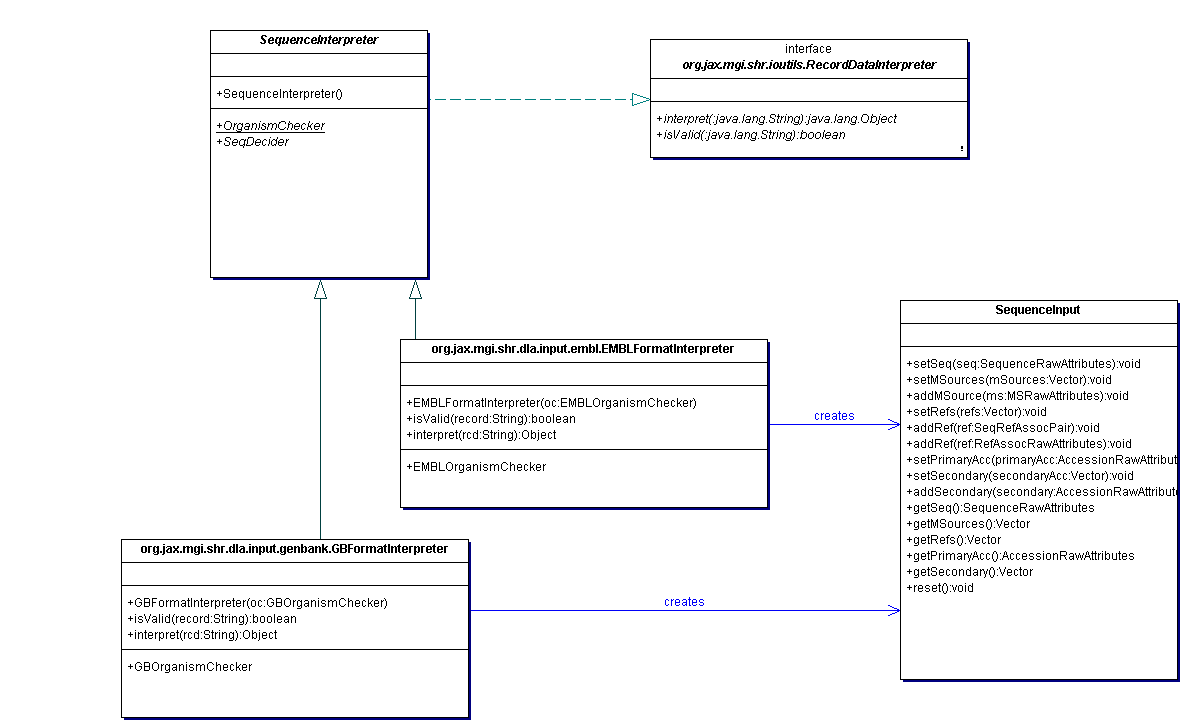 SequenceInterpreter
+SequenceInterpreter()
+OrganismChecker
+SeqDecider
interface
org.jax.mgi.shr.ioutils.RecordDataInterpreter
+interpret(:java.lang.String):java.lang.Object
+isValid(:java.lang.String):boolean
!
org.jax.mgi.shr.dla.input.embl.EMBLFormatInterpreter
+EMBLFormatInterpreter(oc:EMBLOrganismChecker)
+isValid(record:String):boolean
+interpret(rcd:String):Object
+EMBLOrganismChecker
creates
SequenceInput
+setSeq(seq:SequenceRawAttributes):void
+setMSources(mSources:Vector):void
+addMSource(ms:MSRawAttributes):void
+setRefs(refs:Vector):void
+addRef(ref:SeqRefAssocPair):void
+addRef(ref:RefAssocRawAttributes):void
+setPrimaryAcc(primaryAcc:AccessionRawAttribut
+setSecondary(secondaryAcc:Vector):void
+addSecondary(secondary:AccessionRawAttribute
+getSeq():SequenceRawAttributes
+getMSources():Vector
+getRefs():Vector
+getPrimaryAcc():AccessionRawAttributes
+getSecondary():Vector
+reset():void
org.jax.mgi.shr.dla.input.genbank.GBFormatInterpreter
+GBFormatInterpreter(oc:GBOrganismChecker)
+isValid(record:String):boolean
+interpret(rcd:String):Object
+GBOrganismChecker
creates